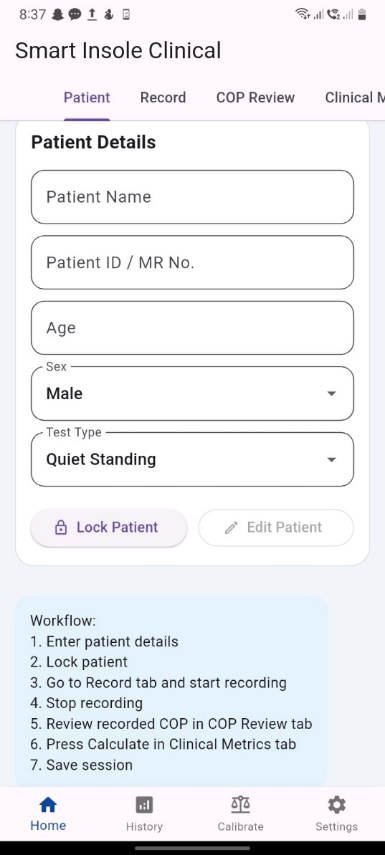 8:37
Smart Insole Clinical
Patient Record COP Review Clinical M
Patient Details
Patient Name
Patient ID / MR No.
Age
Sex
Male
Test Type
Quiet Standing
Lock Patient Edit Patient
Workflow:
1. Enter patient details
2. Lock patient
3. Go to Record tab and start recording
4. Stop recording
5. Review recorded COP in COP Review tab
6. Press Calculate in Clinical Metrics tab
7. Save session
Home History Calibrate Settings